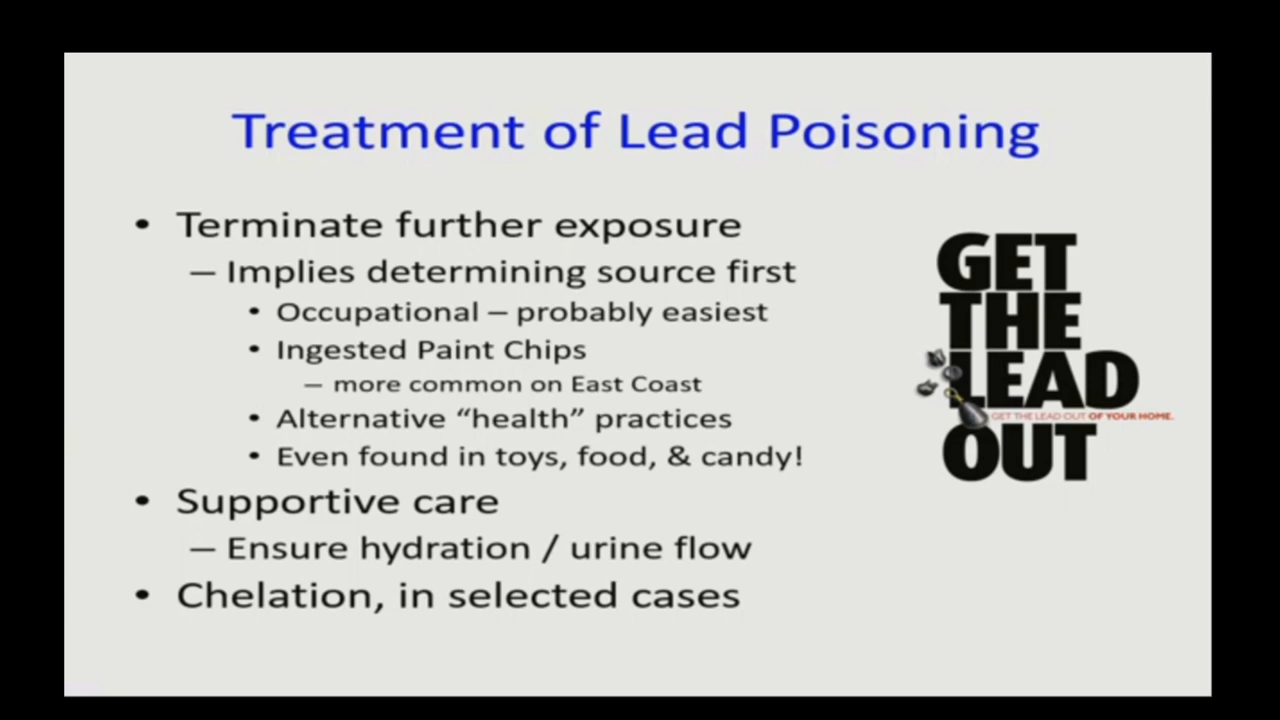 Treatment of Lead Poisoning
• Terminate further exposure
– Implies determining source first
• Occupational – probably easiest
• Ingested Paint Chips
– more common on East Coast
• Alternative “health” practices
• Even found in toys, food, & candy!
• Supportive care
– Ensure hydration / urine flow
• Chelation, in selected cases
GET
THE
LEAD
GET THE LEAD OUT OF YOUR HOME.
OUT